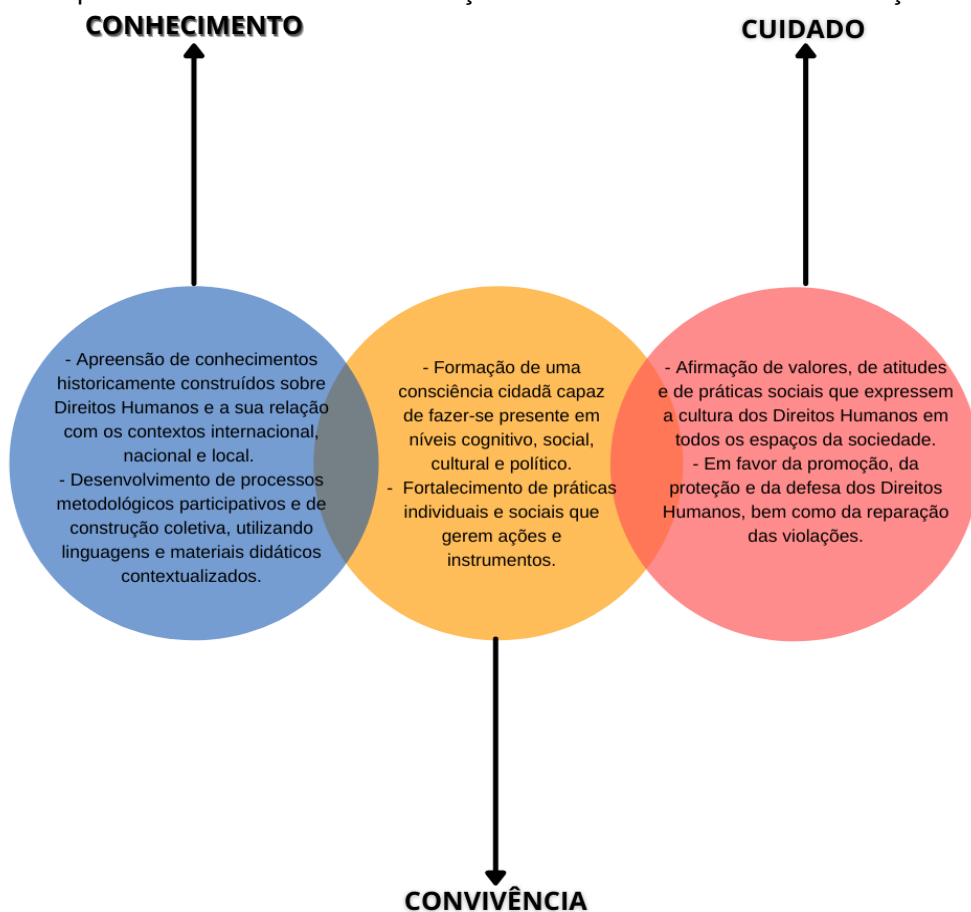 CONHECIMENTO
CUIDADO
- Apreensão de conhecimentos
historicamente construídos sobre
Direitos Humanos e a sua relação
com os contextos internacional,
nacional e local.
- Desenvolvimento de processos
metodológicos participativos e de
construção coletiva, utilizando
linguagens e materiais didáticos
contextualizados.
- Formação de uma
consciência cidadã capaz
de fazer-se presente em
níveis cognitivo, social,
cultural e político.
- Fortalecimento de práticas
individuais e sociais que
gerem ações e
instrumentos.
- Afirmação de valores, de atitudes
e de práticas sociais que expressem
a cultura dos Direitos Humanos em
todos os espaços da sociedade.
- Em favor da promoção, da
proteção e da defesa dos Direitos
Humanos, bem como da reparação
das violações.
CONVIVÊNCIA